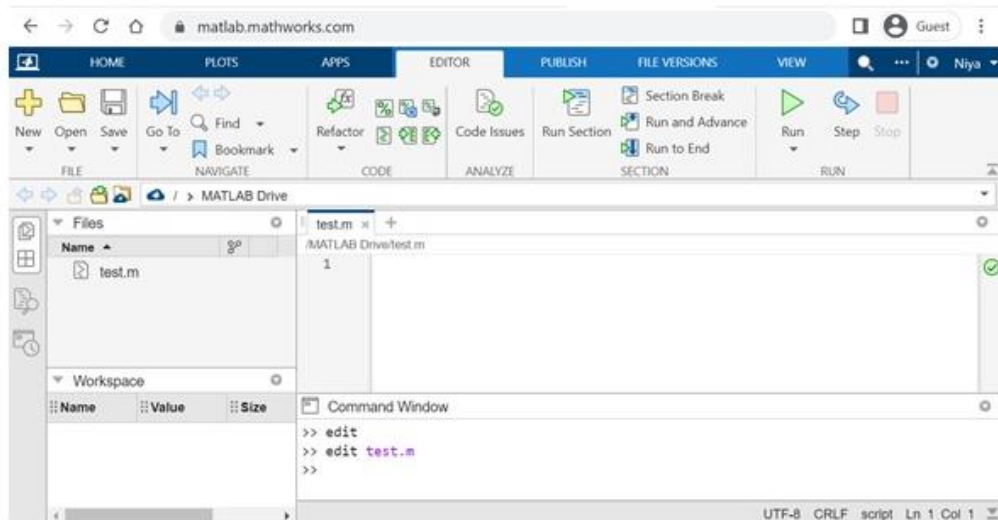 matlab.mathworks.com Guest
HOME PLOTS APPS EDITOR PUBLISH FILE VERSIONS VIEW Niya
New Open Save Go To Find Bookmark Refactor Code Issues Run Section Section Break Run and Advance Run to End Run Step Stop
FILE NAVIGATE CODE ANALYZE SECTION RUN
/ > MATLAB Drive
Files
Name
test.m
test.m × +
/MATLAB Drive/test.m
1
Workspace
Name Value Size
Command Window
>> edit
>> edit test.m
>>
UTF-8 CRLF script Ln 1 Col 1